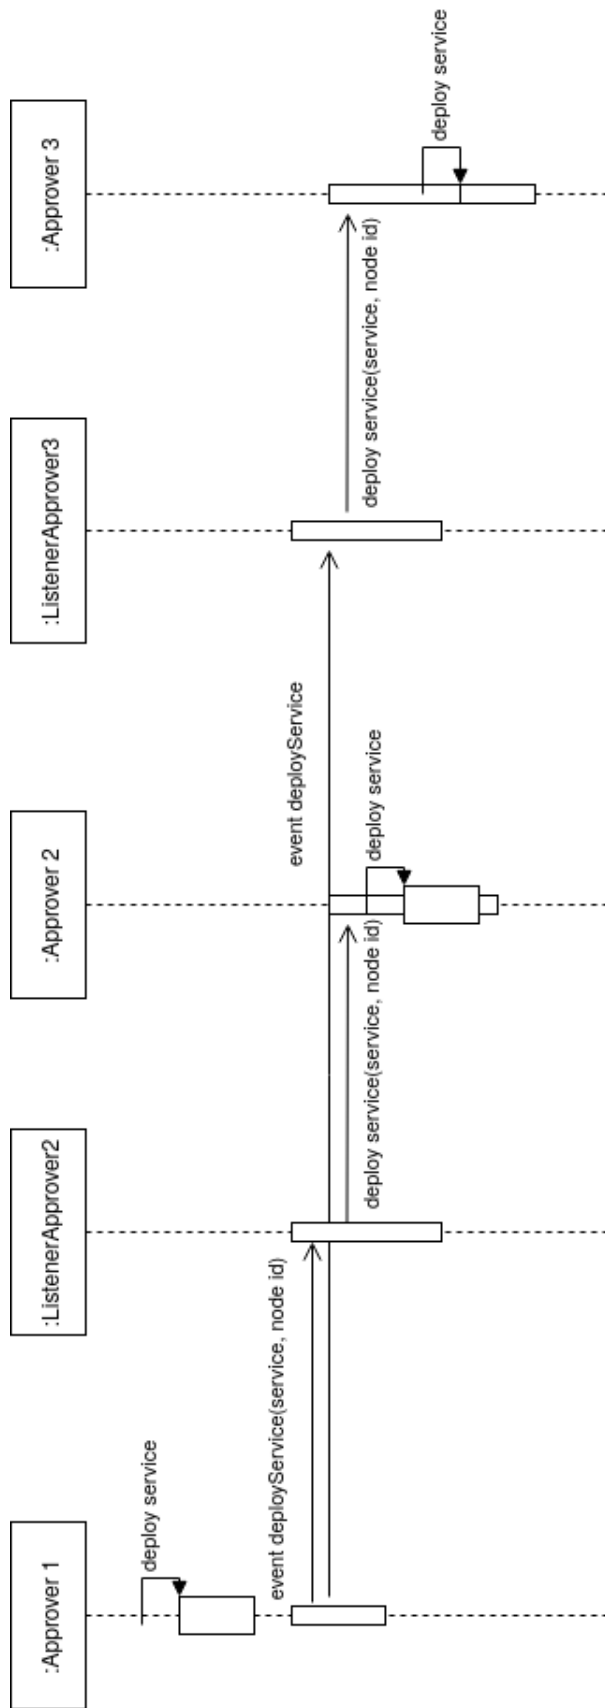 :Approver 1
:ListenerApprover2
:Approver 2
:ListenerApprover3
:Approver 3
deploy service
event deployService(service, node id)
event deployService
deploy service(service, node id)
deploy service(service, node id)
deploy service
deploy service